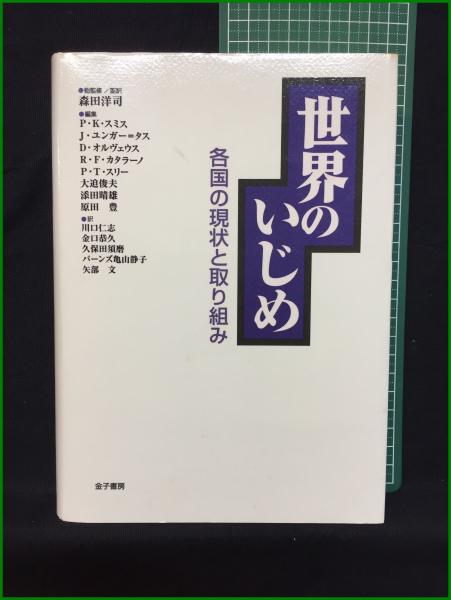 世界の
いじめ
各国の現状と取り組み
●総監修／監訳
森田洋司
●編集
P・K・スミス
J・ユンガー＝タス
D・オルヴェウス
R・F・カタラーノ
P・T・スリー
大迫俊夫
添田晴雄
原田 豊
●訳
川口仁志
金口恭久
久保田須磨
バーンズ亀山静子
矢部 文
金子書房